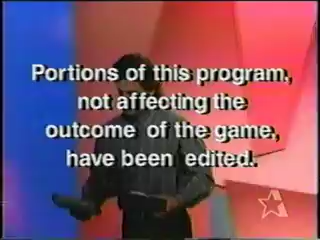 Portions of this program,
not affecting the
outcome of the game,
have been edited.